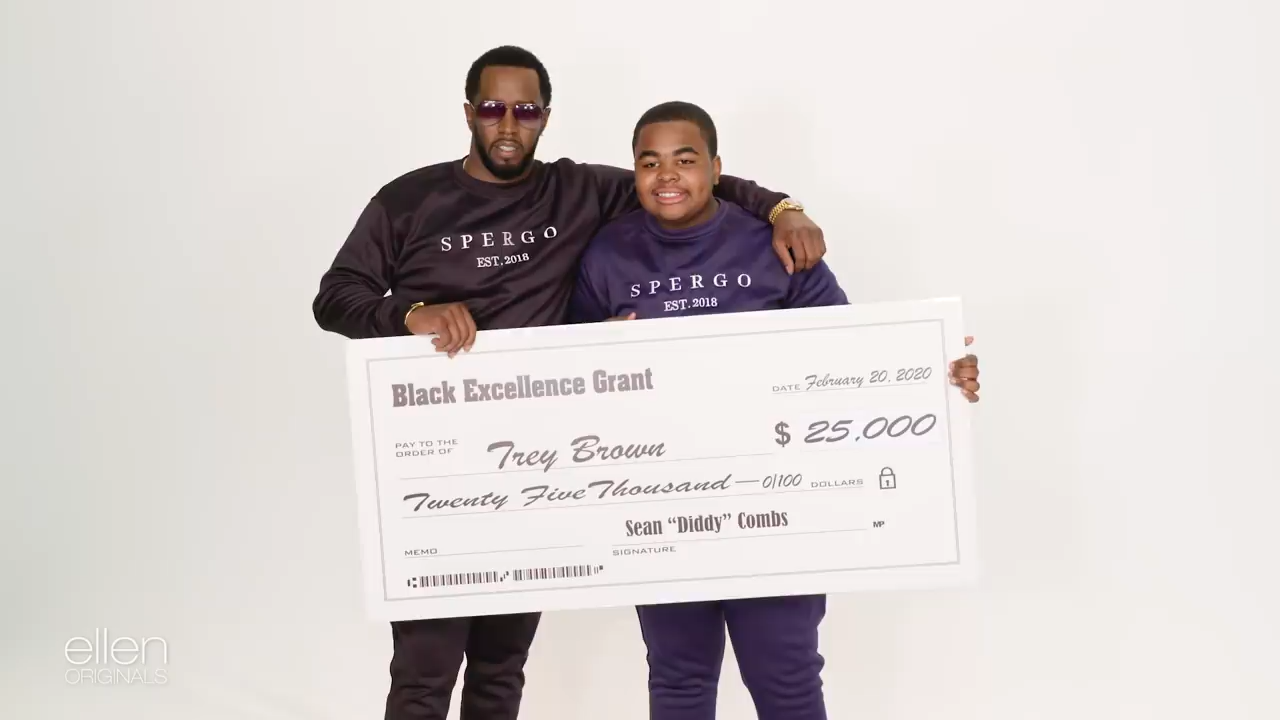 SPERGO
EST. 2018
SPERGO
EST. 2018
Black Excellence Grant
DATE February 20, 2020
PAY TO THE
ORDER OF Trey Brown
$ 25,000
Twenty Five Thousand — 0/100 DOLLARS
Sean “Diddy” Combs
MP
MEMO
SIGNATURE
ellen
ORIGINALS